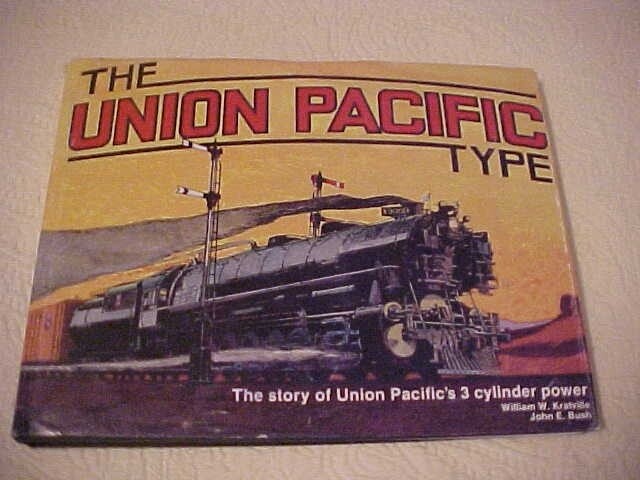 THE
UNION PACIFIC
TYPE
The story of Union Pacific's 3 cylinder power
William W. Kratville
John E. Bush